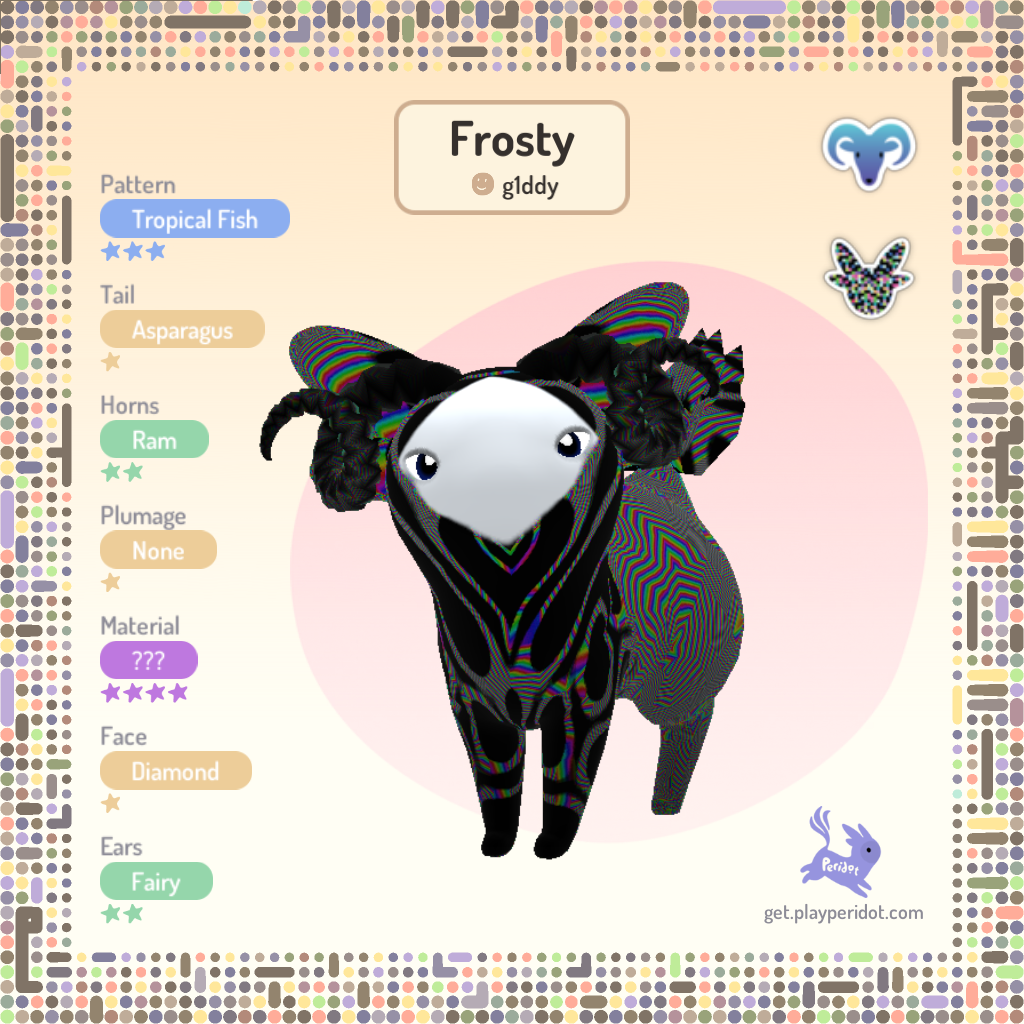 Frosty
g1ddy
Pattern
Tropical Fish
Tail
Asparagus
Horns
Ram
Plumage
None
Material
???
Face
Diamond
Ears
Fairy
Peridot
get.playperidot.com